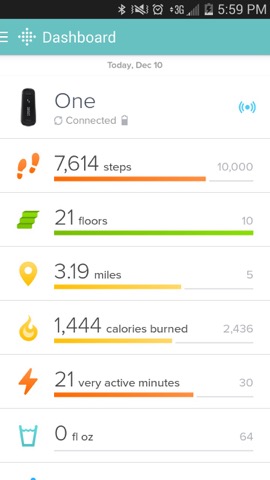 3G 5:59 PM
Dashboard
Today, Dec 10
One
Connected
7,614 steps 10,000
21 floors 10
3.19 miles 5
1,444 calories burned 2,436
21 very active minutes 30
0 fl oz 64